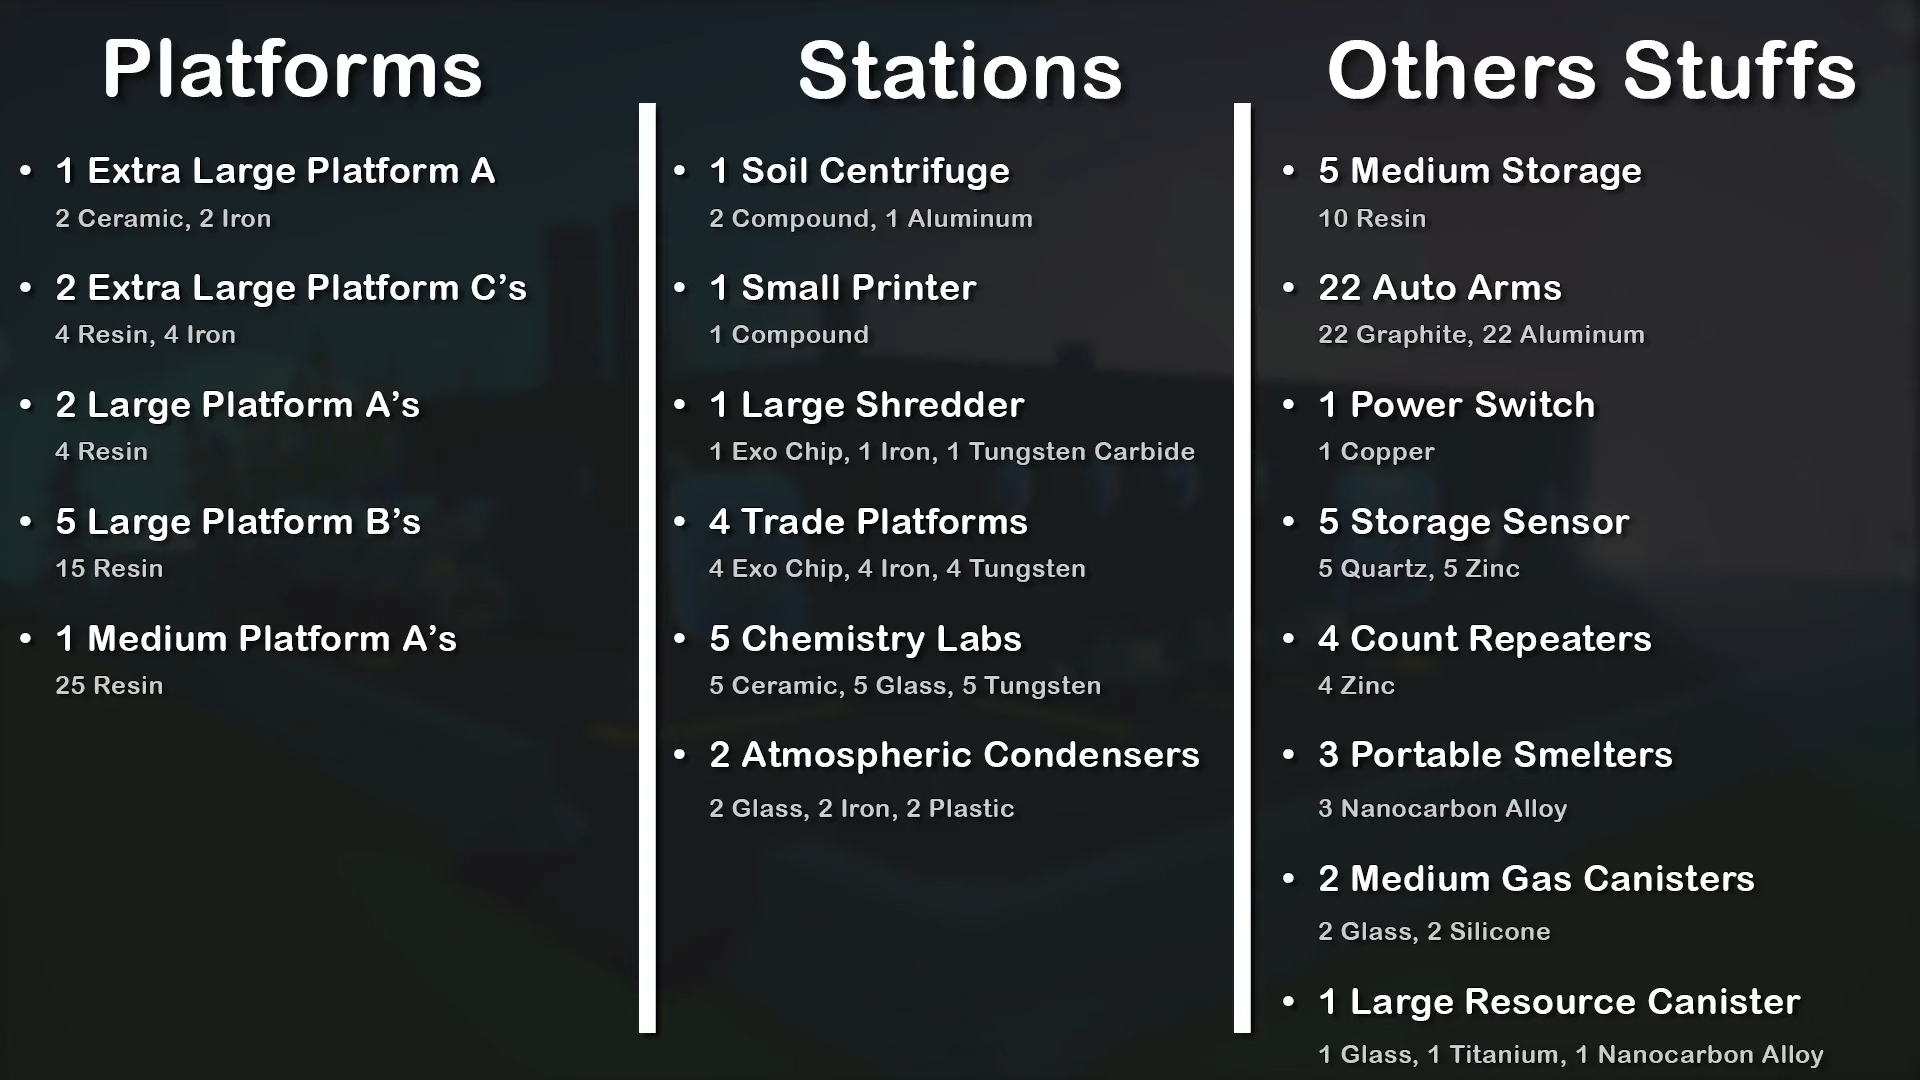 Platforms
• 1 Extra Large Platform A
2 Ceramic, 2 Iron
• 2 Extra Large Platform C’s
4 Resin, 4 Iron
• 2 Large Platform A’s
4 Resin
• 5 Large Platform B’s
15 Resin
• 1 Medium Platform A’s
25 Resin
Stations
• 1 Soil Centrifuge
2 Compound, 1 Aluminum
• 1 Small Printer
1 Compound
• 1 Large Shredder
1 Exo Chip, 1 Iron, 1 Tungsten Carbide
• 4 Trade Platforms
4 Exo Chip, 4 Iron, 4 Tungsten
• 5 Chemistry Labs
5 Ceramic, 5 Glass, 5 Tungsten
• 2 Atmospheric Condensers
2 Glass, 2 Iron, 2 Plastic
Others Stuffs
• 5 Medium Storage
10 Resin
• 22 Auto Arms
22 Graphite, 22 Aluminum
• 1 Power Switch
1 Copper
• 5 Storage Sensor
5 Quartz, 5 Zinc
• 4 Count Repeaters
4 Zinc
• 3 Portable Smelters
3 Nanocarbon Alloy
• 2 Medium Gas Canisters
2 Glass, 2 Silicone
• 1 Large Resource Canister
1 Glass, 1 Titanium, 1 Nanocarbon Alloy